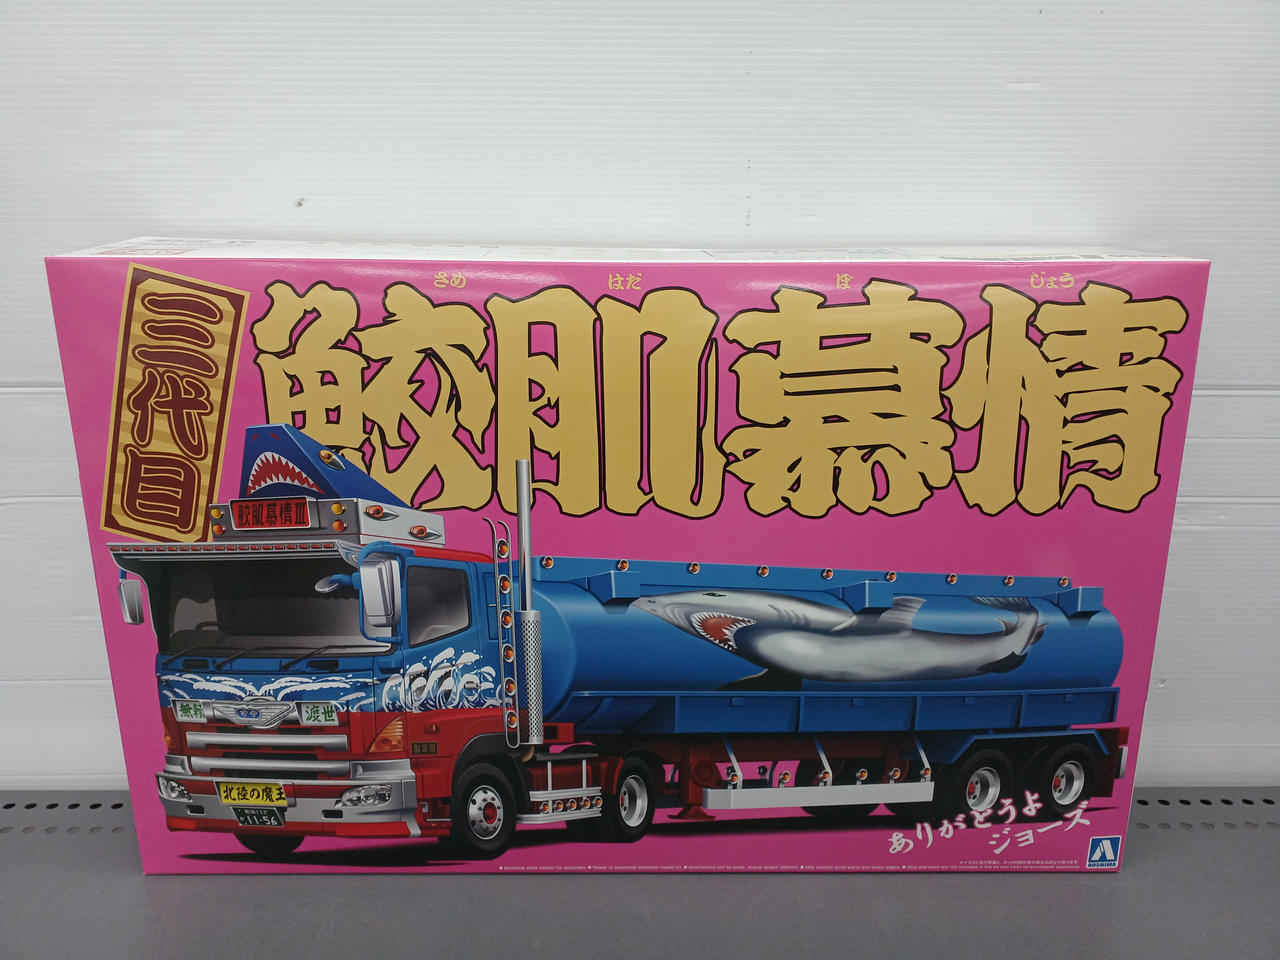 三代目
さめ はだ ぼ じょう
鮫肌慕情
鮫肌慕情III
無頼
渡世
北陸の魔王
11-56
ありがとうよ
ジョーズ
AOSHIMA